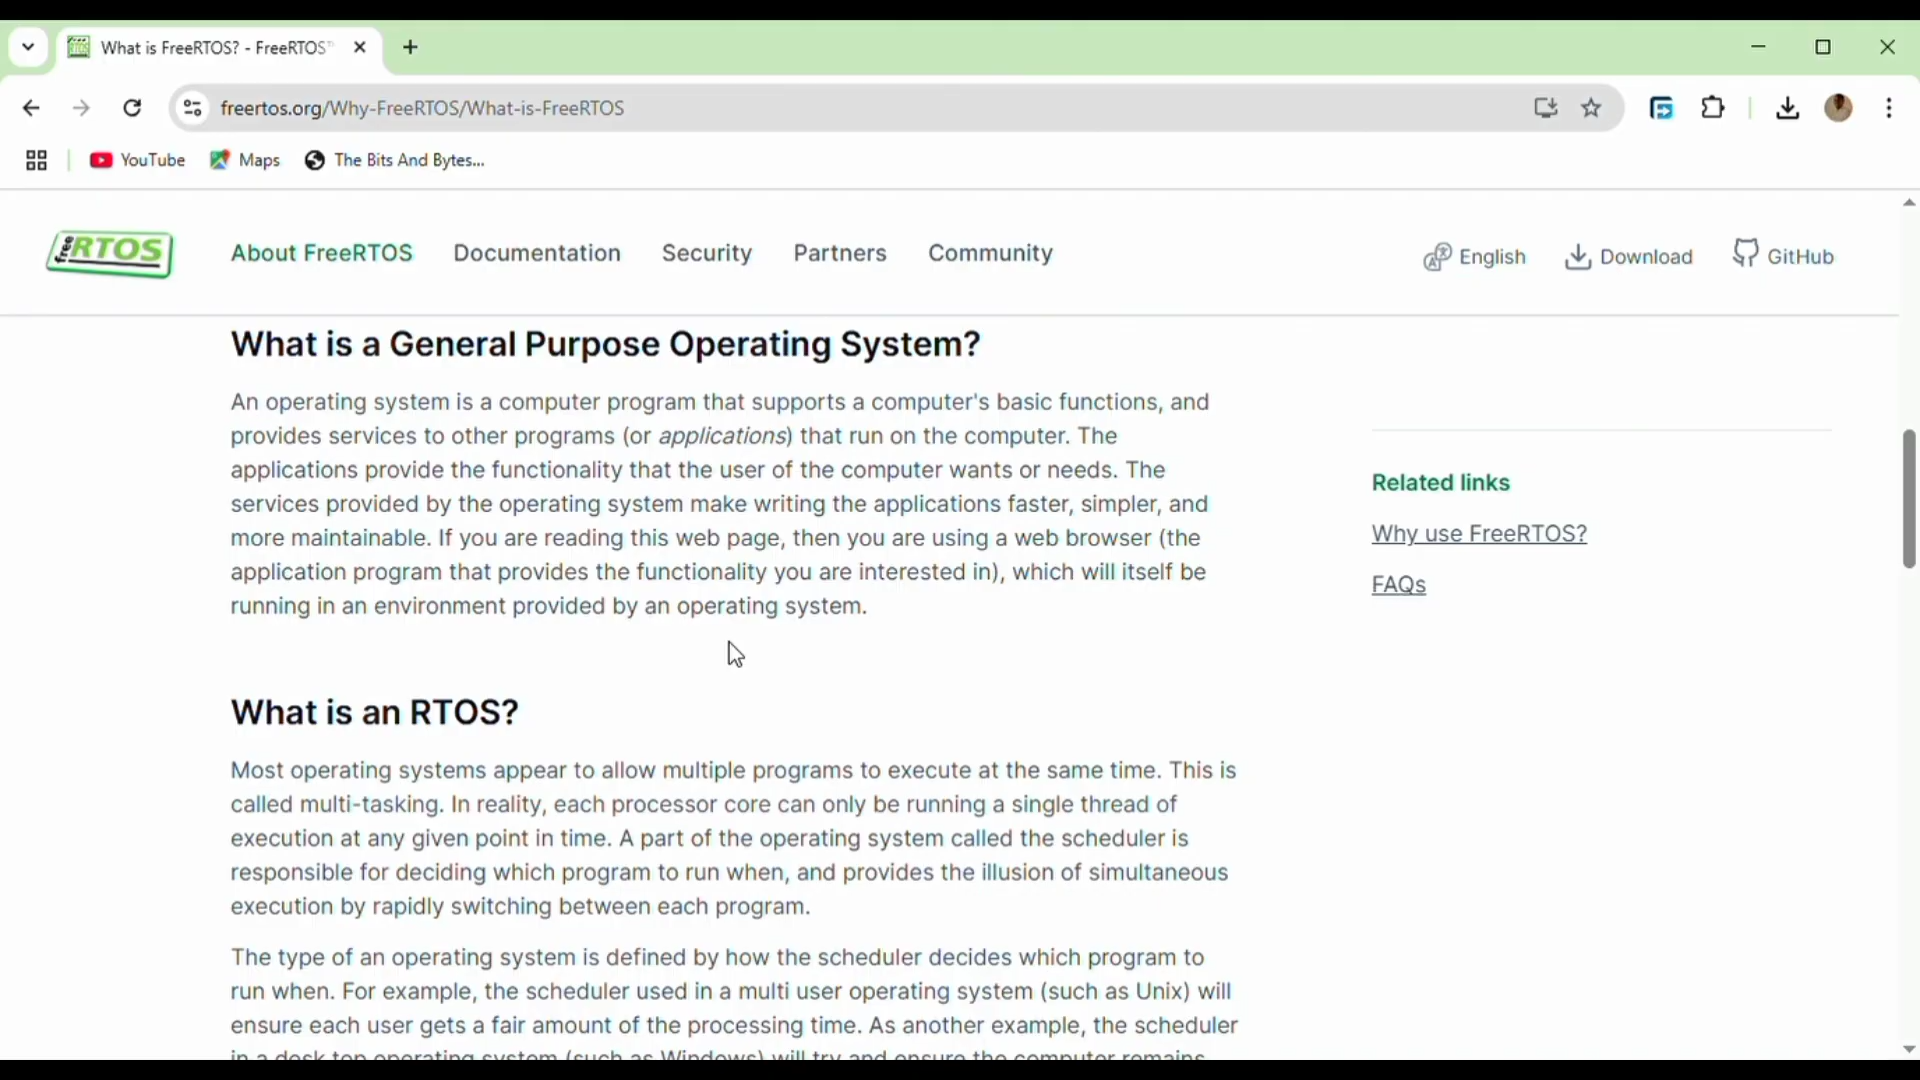 What is FreeRTOS? - FreeRTOS™
freertos.org/Why-FreeRTOS/What-is-FreeRTOS
YouTube
Maps
The Bits And Bytes...
free RTOS
About FreeRTOS
Documentation
Security
Partners
Community
English
Download
GitHub
What is a General Purpose Operating System?
An operating system is a computer program that supports a computer's basic functions, and
provides services to other programs (or applications) that run on the computer. The
applications provide the functionality that the user of the computer wants or needs. The
services provided by the operating system make writing the applications faster, simpler, and
more maintainable. If you are reading this web page, then you are using a web browser (the
application program that provides the functionality you are interested in), which will itself be
running in an environment provided by an operating system.
Related links
Why use FreeRTOS?
FAQs
What is an RTOS?
Most operating systems appear to allow multiple programs to execute at the same time. This is
called multi-tasking. In reality, each processor core can only be running a single thread of
execution at any given point in time. A part of the operating system called the scheduler is
responsible for deciding which program to run when, and provides the illusion of simultaneous
execution by rapidly switching between each program.
The type of an operating system is defined by how the scheduler decides which program to
run when. For example, the scheduler used in a multi user operating system (such as Unix) will
ensure each user gets a fair amount of the processing time. As another example, the scheduler
in a desk top operating system (such as Windows) will try and ensure the computer remains